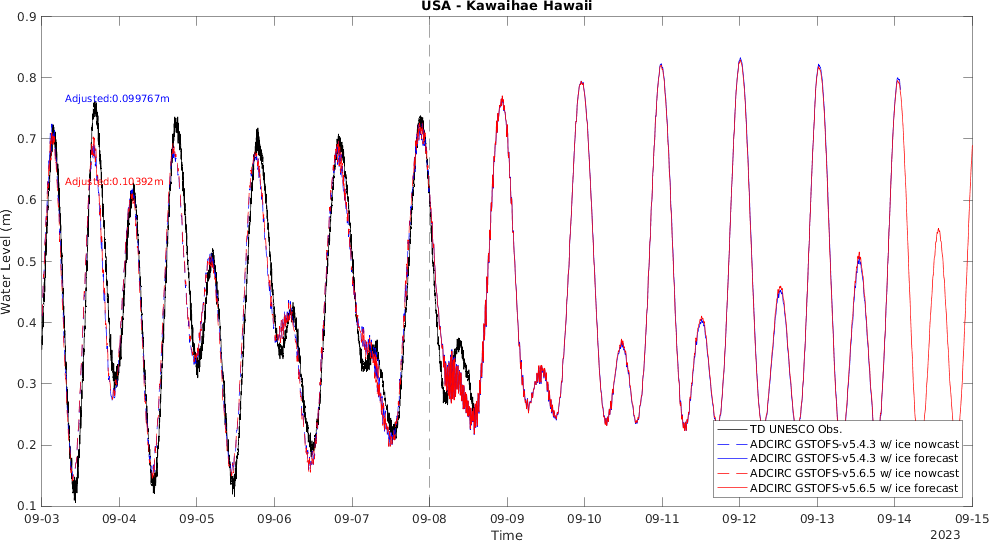 USA - Kawaihae Hawaii
0.9
0.8
0.7
0.6
0.5
0.4
0.3
0.2
0.1
Water Level (m)
Adjusted:0.099767m
Adjusted:0.10392m
TD UNESCO Obs.
ADCIRC GSTOFS-v5.4.3 w/ ice nowcast
ADCIRC GSTOFS-v5.4.3 w/ ice forecast
ADCIRC GSTOFS-v5.6.5 w/ ice nowcast
ADCIRC GSTOFS-v5.6.5 w/ ice forecast
09-03 09-04 09-05 09-06 09-07 09-08 09-09 09-10 09-11 09-12 09-13 09-14 09-15
Time
2023